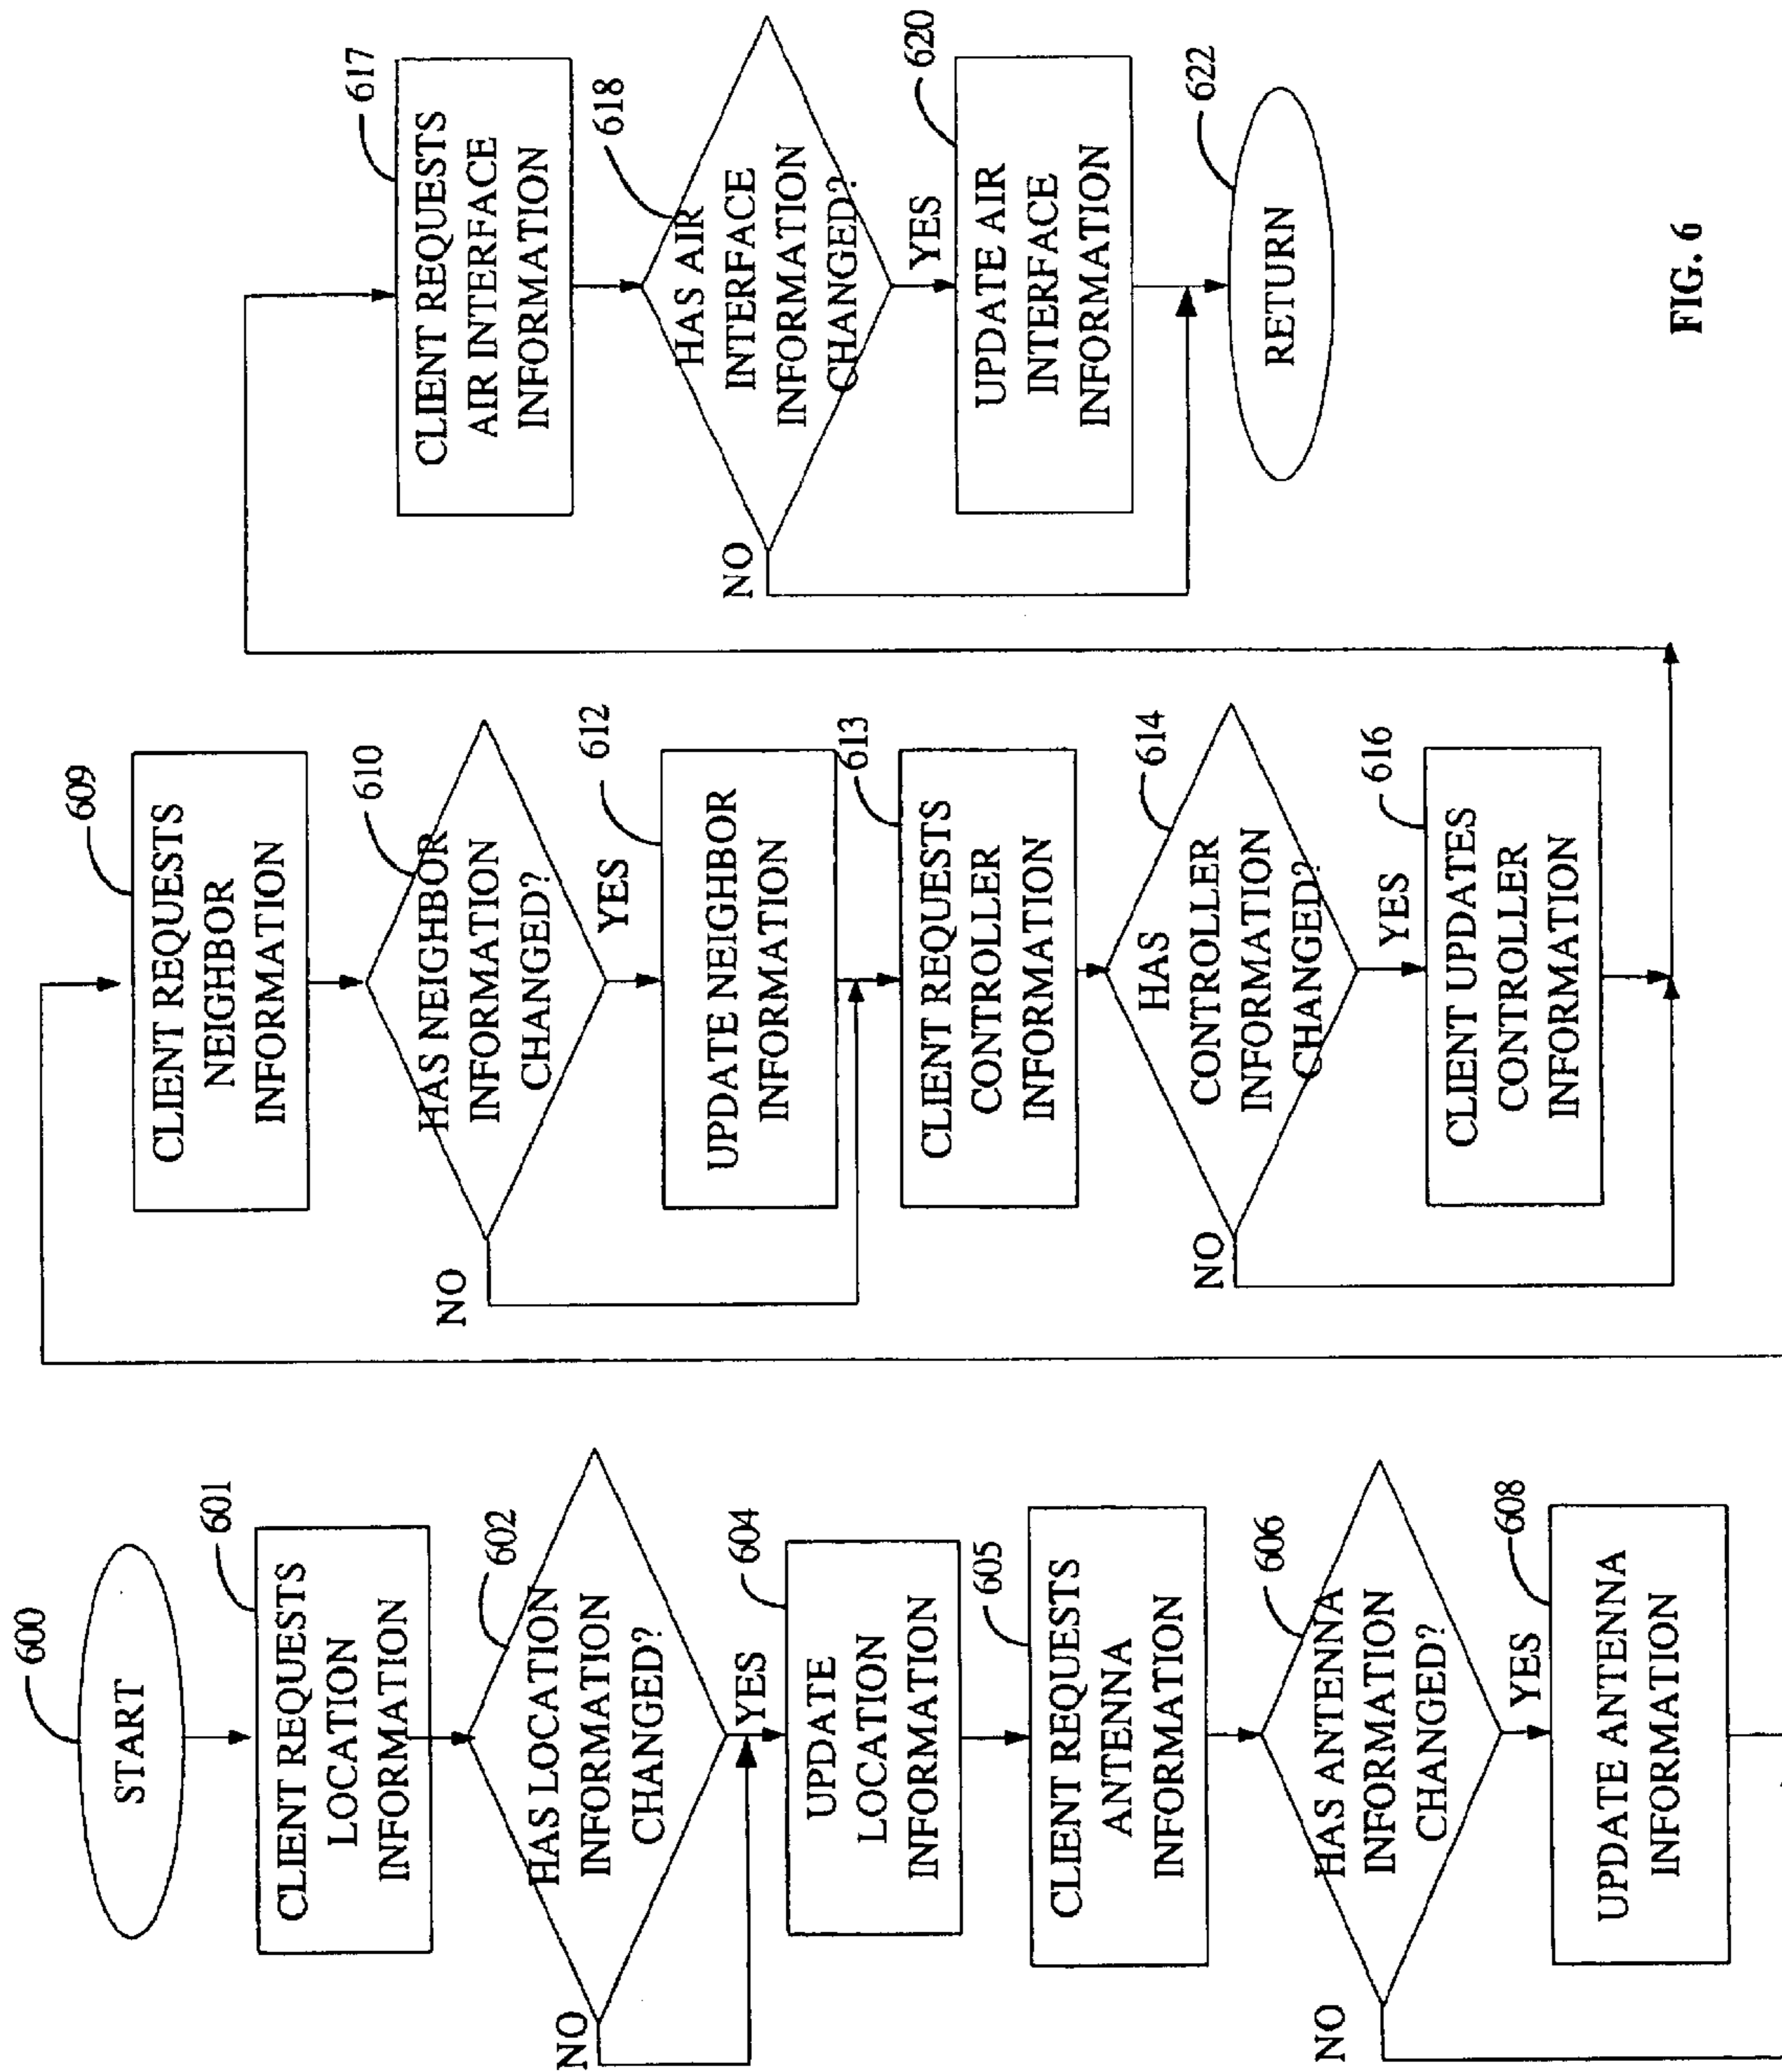 600
START
601
CLIENT REQUESTS
LOCATION
INFORMATION
602
HAS LOCATION
INFORMATION
CHANGED?
NO
YES
604
UPDATE
LOCATION
INFORMATION
605
CLIENT REQUESTS
ANTENNA
INFORMATION
606
HAS ANTENNA
INFORMATION
CHANGED?
NO
YES
608
UPDATE ANTENNA
INFORMATION
609
CLIENT REQUESTS
NEIGHBOR
INFORMATION
610
HAS NEIGHBOR
INFORMATION
CHANGED?
NO
YES
612
UPDATE NEIGHBOR
INFORMATION
613
CLIENT REQUESTS
CONTROLLER
INFORMATION
614
HAS
CONTROLLER
INFORMATION
CHANGED?
NO
YES
616
CLIENT UPDATES
CONTROLLER
INFORMATION
617
CLIENT REQUESTS
AIR INTERFACE
INFORMATION
618
HAS AIR
INTERFACE
INFORMATION
CHANGED?
NO
YES
620
UPDATE AIR
INTERFACE
INFORMATION
622
RETURN
FIG. 6